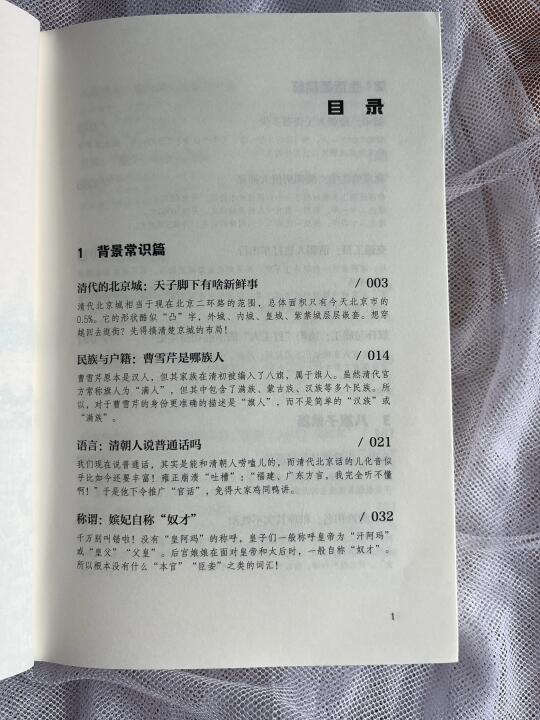 目 录
1 背景常识篇
清代的北京城：天子脚下有啥新鲜事 / 003
清代北京城相当于现在北京二环路的范围，总体面积只有今天北京市的
0.5%。它的形状酷似“凸”字，外城、内城、皇城、紫禁城层层嵌套。想穿
越回去逛街？先得搞清楚京城的布局！
民族与户籍：曹雪芹是哪族人 / 014
曹雪芹原本是汉人，但其家族在清初被编入了八旗，属于旗人。虽然清代官
方常称旗人为“满人”，但其中包含了满族、蒙古族、汉族等多个民族。所
以，对于曹雪芹的身份更准确的描述是“旗人”，而不是简单的“汉族”或
“满族”。
语言：清朝人说普通话吗 / 021
我们现在说普通话，其实是能和清朝人唠嗑儿的，而清代北京话的儿化音似
乎比如今还要丰富！雍正崩溃“吐槽”：“福建、广东方言，我完全听不懂
啊！”于是他下令推广“官话”，免得大家鸡同鸭讲。
称谓：嫔妃自称“奴才” / 032
千万别叫错啦！没有“皇阿玛”的称呼，皇子们一般称呼皇帝为“汗阿玛”
或“皇父”“父皇”。后宫娘娘在面对皇帝和太后时，一般自称“奴才”。
所以根本没有什么“本宫”“臣妾”之类的词汇！
1